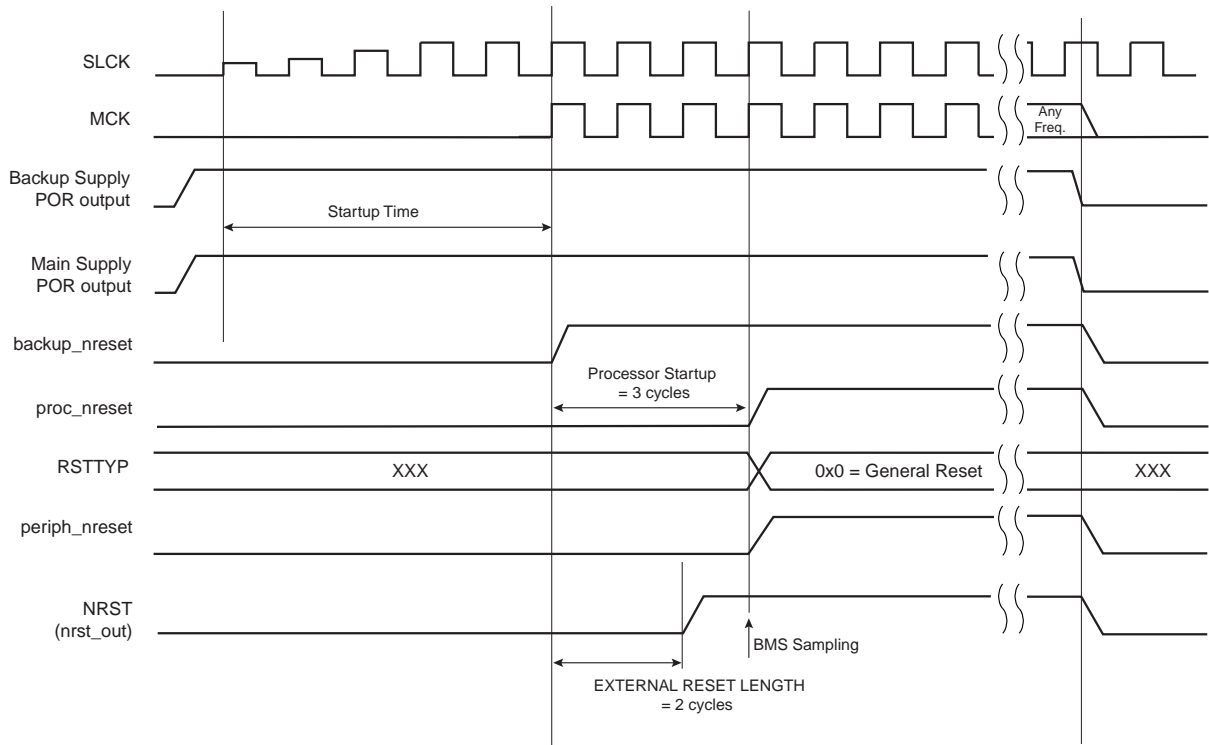 SLCK
MCK
Any
Freq.
Backup Supply
POR output
Startup Time
Main Supply
POR output
backup_nreset
Processor Startup
= 3 cycles
proc_nreset
RSTTYP
XXX
0x0 = General Reset
XXX
periph_nreset
NRST
(nrst_out)
BMS Sampling
EXTERNAL RESET LENGTH
= 2 cycles